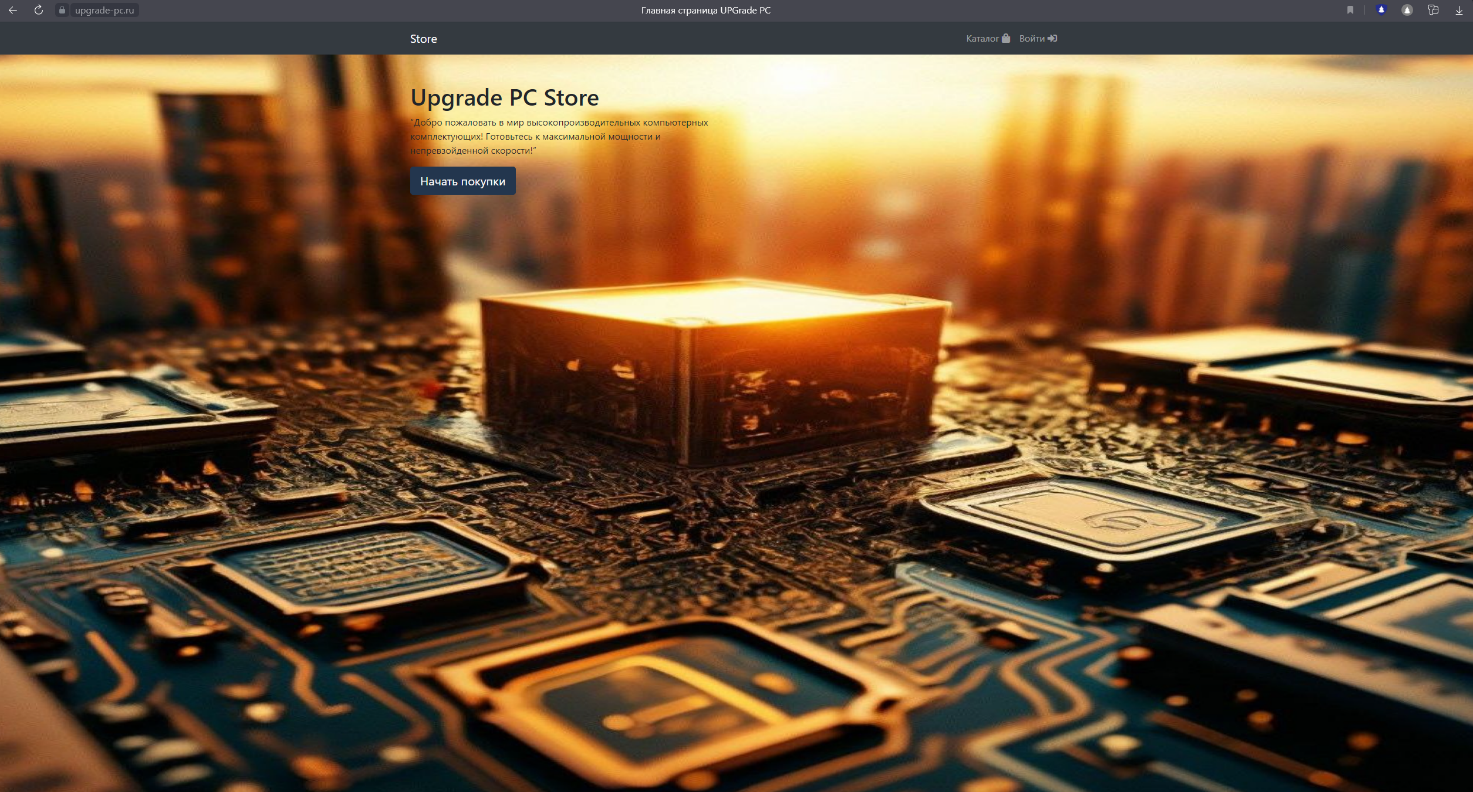 upgrade-pc.ru
Главная страница UPGrade PC
Store
Каталог
Войти
Upgrade PC Store
"Добро пожаловать в мир высокопроизводительных компьютерных
комплектующих! Готовьтесь к максимальной мощности и
непревзойденной скорости!"
Начать покупки